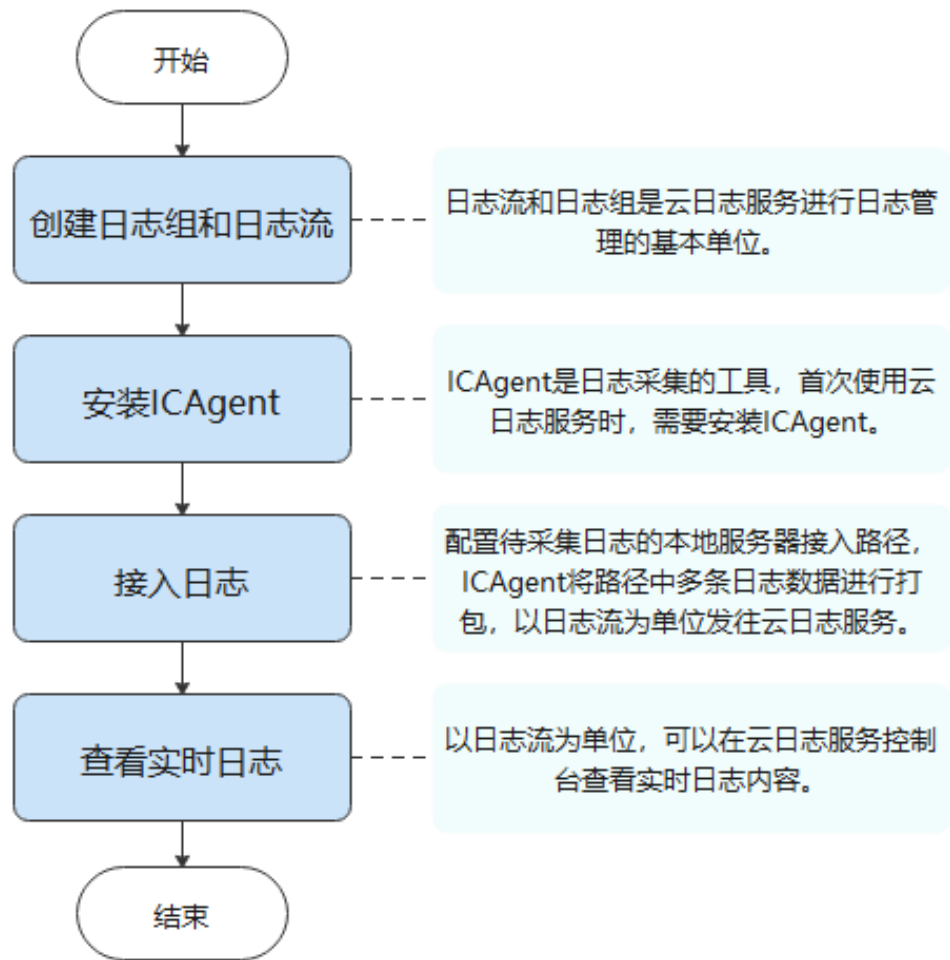 开始
创建日志组和日志流
日志流和日志组是云日志服务进行日志管
理的基本单位。
安装ICAgent
ICAgent是日志采集的工具，首次使用云
日志服务时，需要安装ICAgent。
接入日志
配置待采集日志的本地服务器接入路径，
ICAgent将路径中多条日志数据进行打
包，以日志流为单位发往云日志服务。
查看实时日志
以日志流为单位，可以在云日志服务控制
台查看实时日志内容。
结束